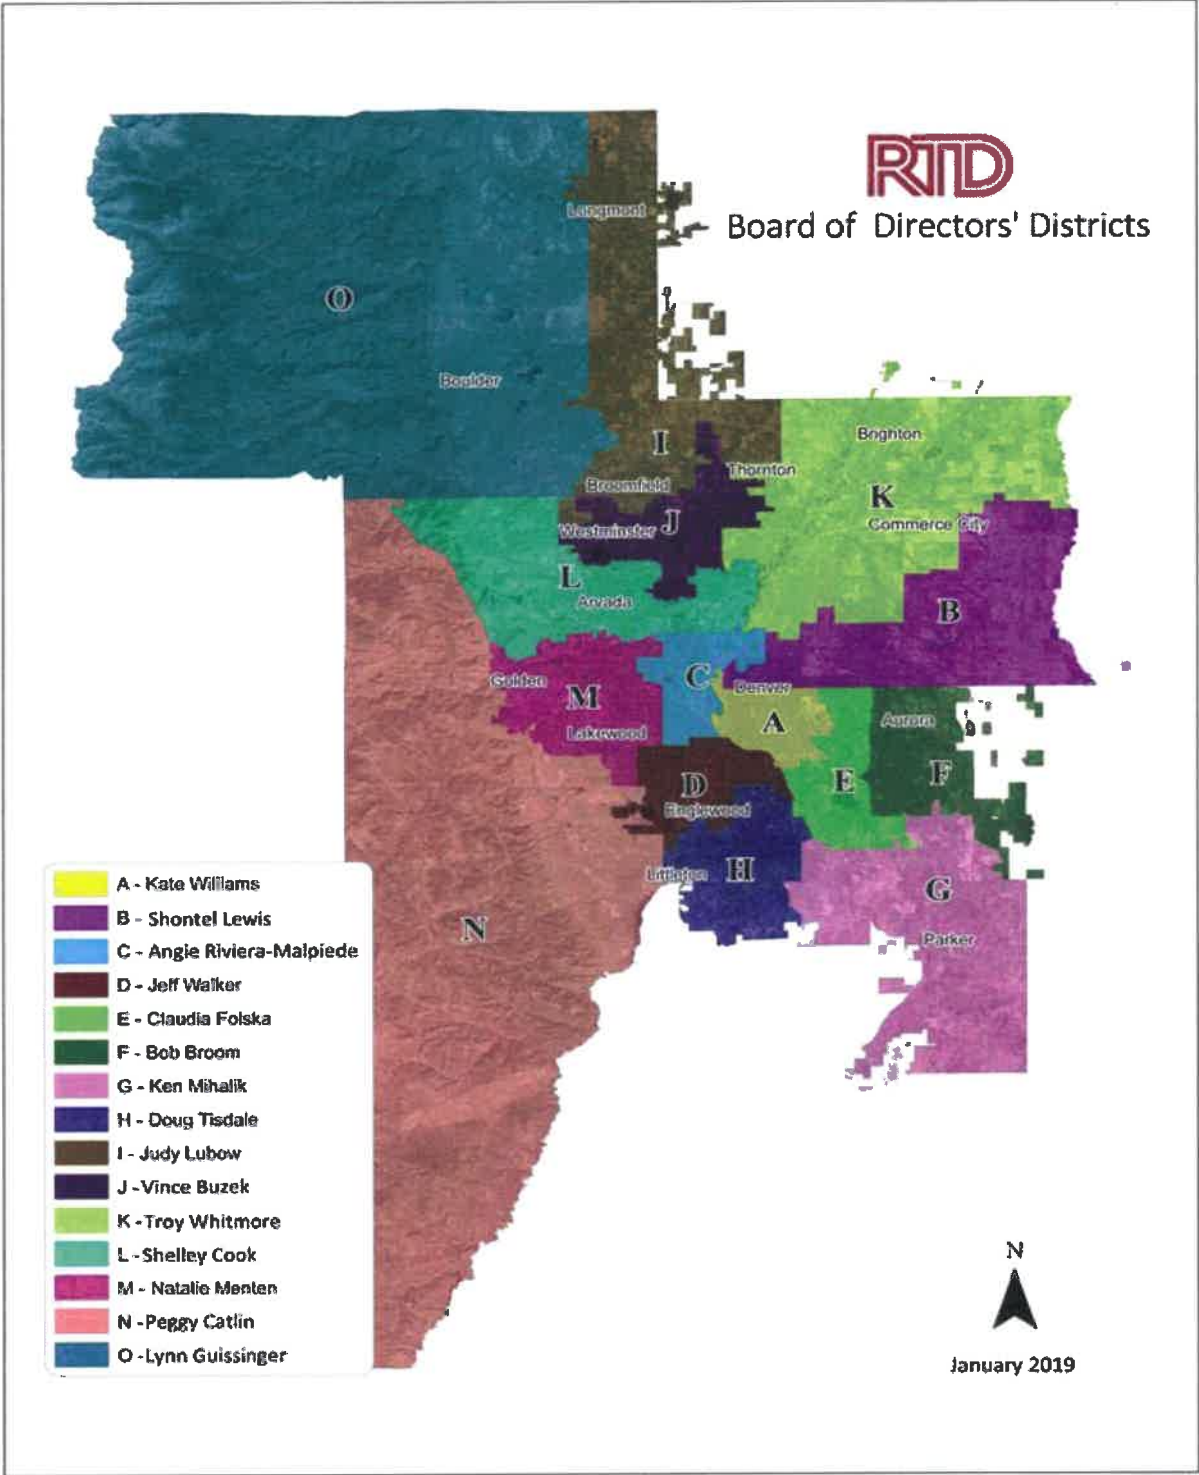 RTD
Board of Directors' Districts
Longmont
O
Boulder
I
Brighton
Thornton
Broomfield
K
J
Commerce City
Westminster
L
Arvada
B
C
Golden
Denver
M
A
Aurora
Lakewood
D
E
F
Englewood
H
Littleton
G
N
Parker
A - Kate Williams
B - Shontel Lewis
C - Angie Riviera-Malpiede
D - Jeff Walker
E - Claudia Folska
F - Bob Broom
G - Ken Mihalik
H - Doug Tisdale
I - Judy Lubow
J -Vince Buzek
K -Troy Whitmore
L -Shelley Cook
M - Natalie Menten
N -Peggy Catlin
O -Lynn Guissinger
N
January 2019